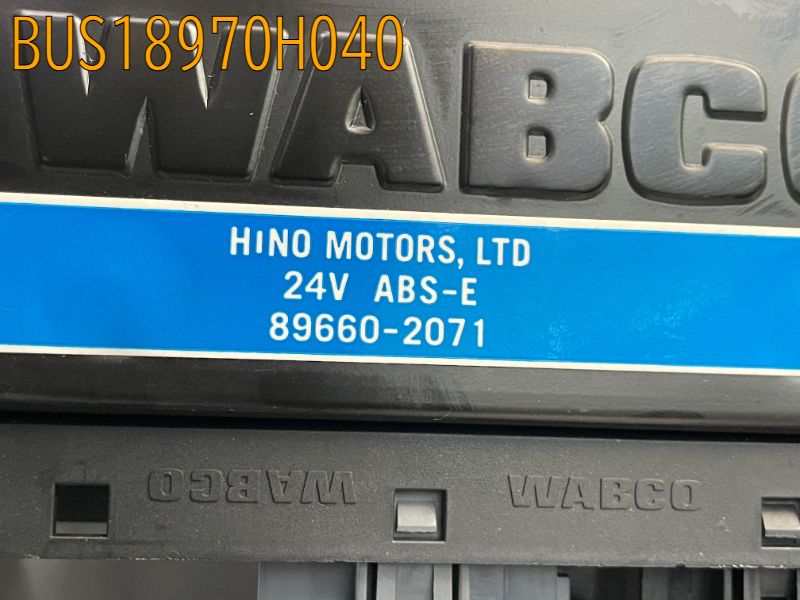 BUS18970H040
WABCO
HINO MOTORS, LTD
24V ABS-E
89660-2071
WABCO WABCO